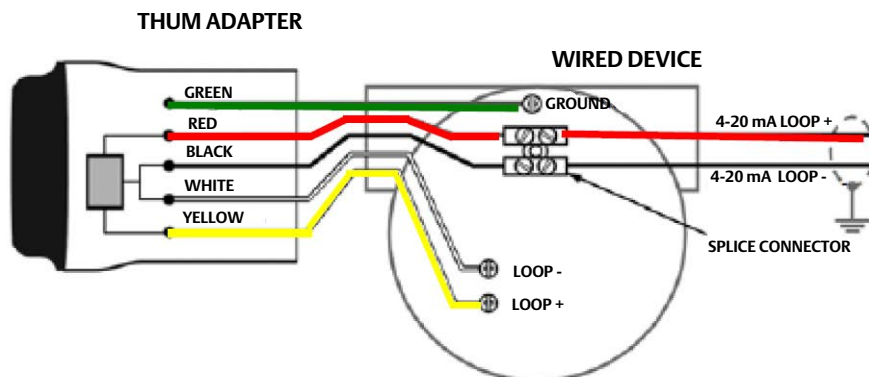 THUM ADAPTER
WIRED DEVICE
GREEN
GROUND
RED
4-20 mA LOOP +
BLACK
WHITE
4-20 mA LOOP -
YELLOW
SPLICE CONNECTOR
LOOP -
LOOP +